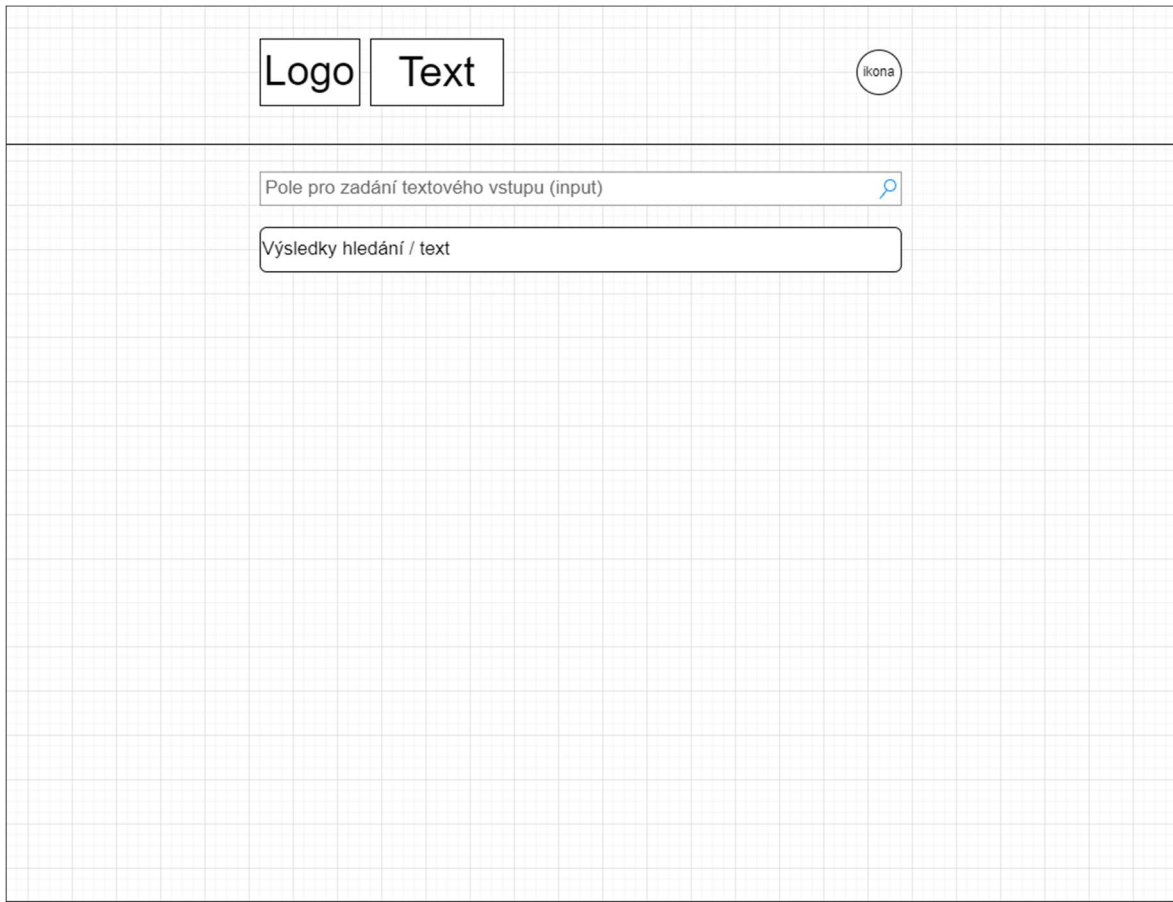 Logo
Text
ikona
Pole pro zadání textového vstupu (input)
Výsledky hledání / text